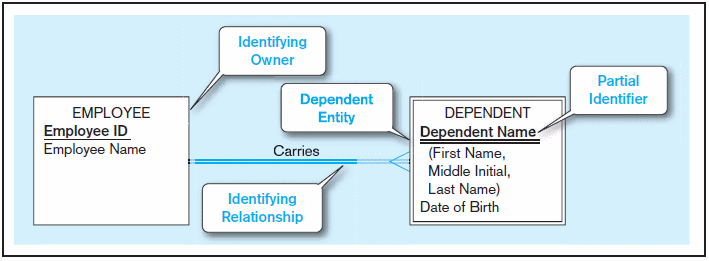 Identifying
Owner
Partial
Identifier
Dependent
Entity
EMPLOYEE
Employee ID
Employee Name
DEPENDENT
Dependent Name
(First Name,
Middle Initial,
Last Name)
Date of Birth
Carries
Identifying
Relationship